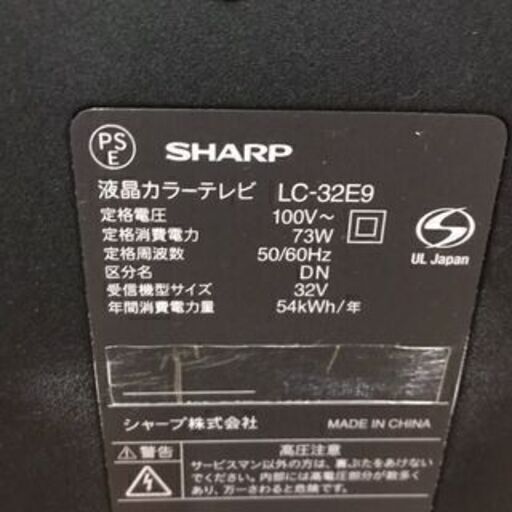 PS
E
SHARP
液晶カラーテレビ LC-32E9
定格電圧 100V~
定格消費電力 73W
定格周波数 50/60Hz
区分名 DN
受信機型サイズ 32V
年間消費電力量 54kWh/年
UL Japan
シャープ株式会社 MADE IN CHINA
⚠警告
高圧注意
サービスマン以外の方は、裏ぶたをあけない
でください。内部には高電圧部分が数多く
あり、万一さわると危険です。